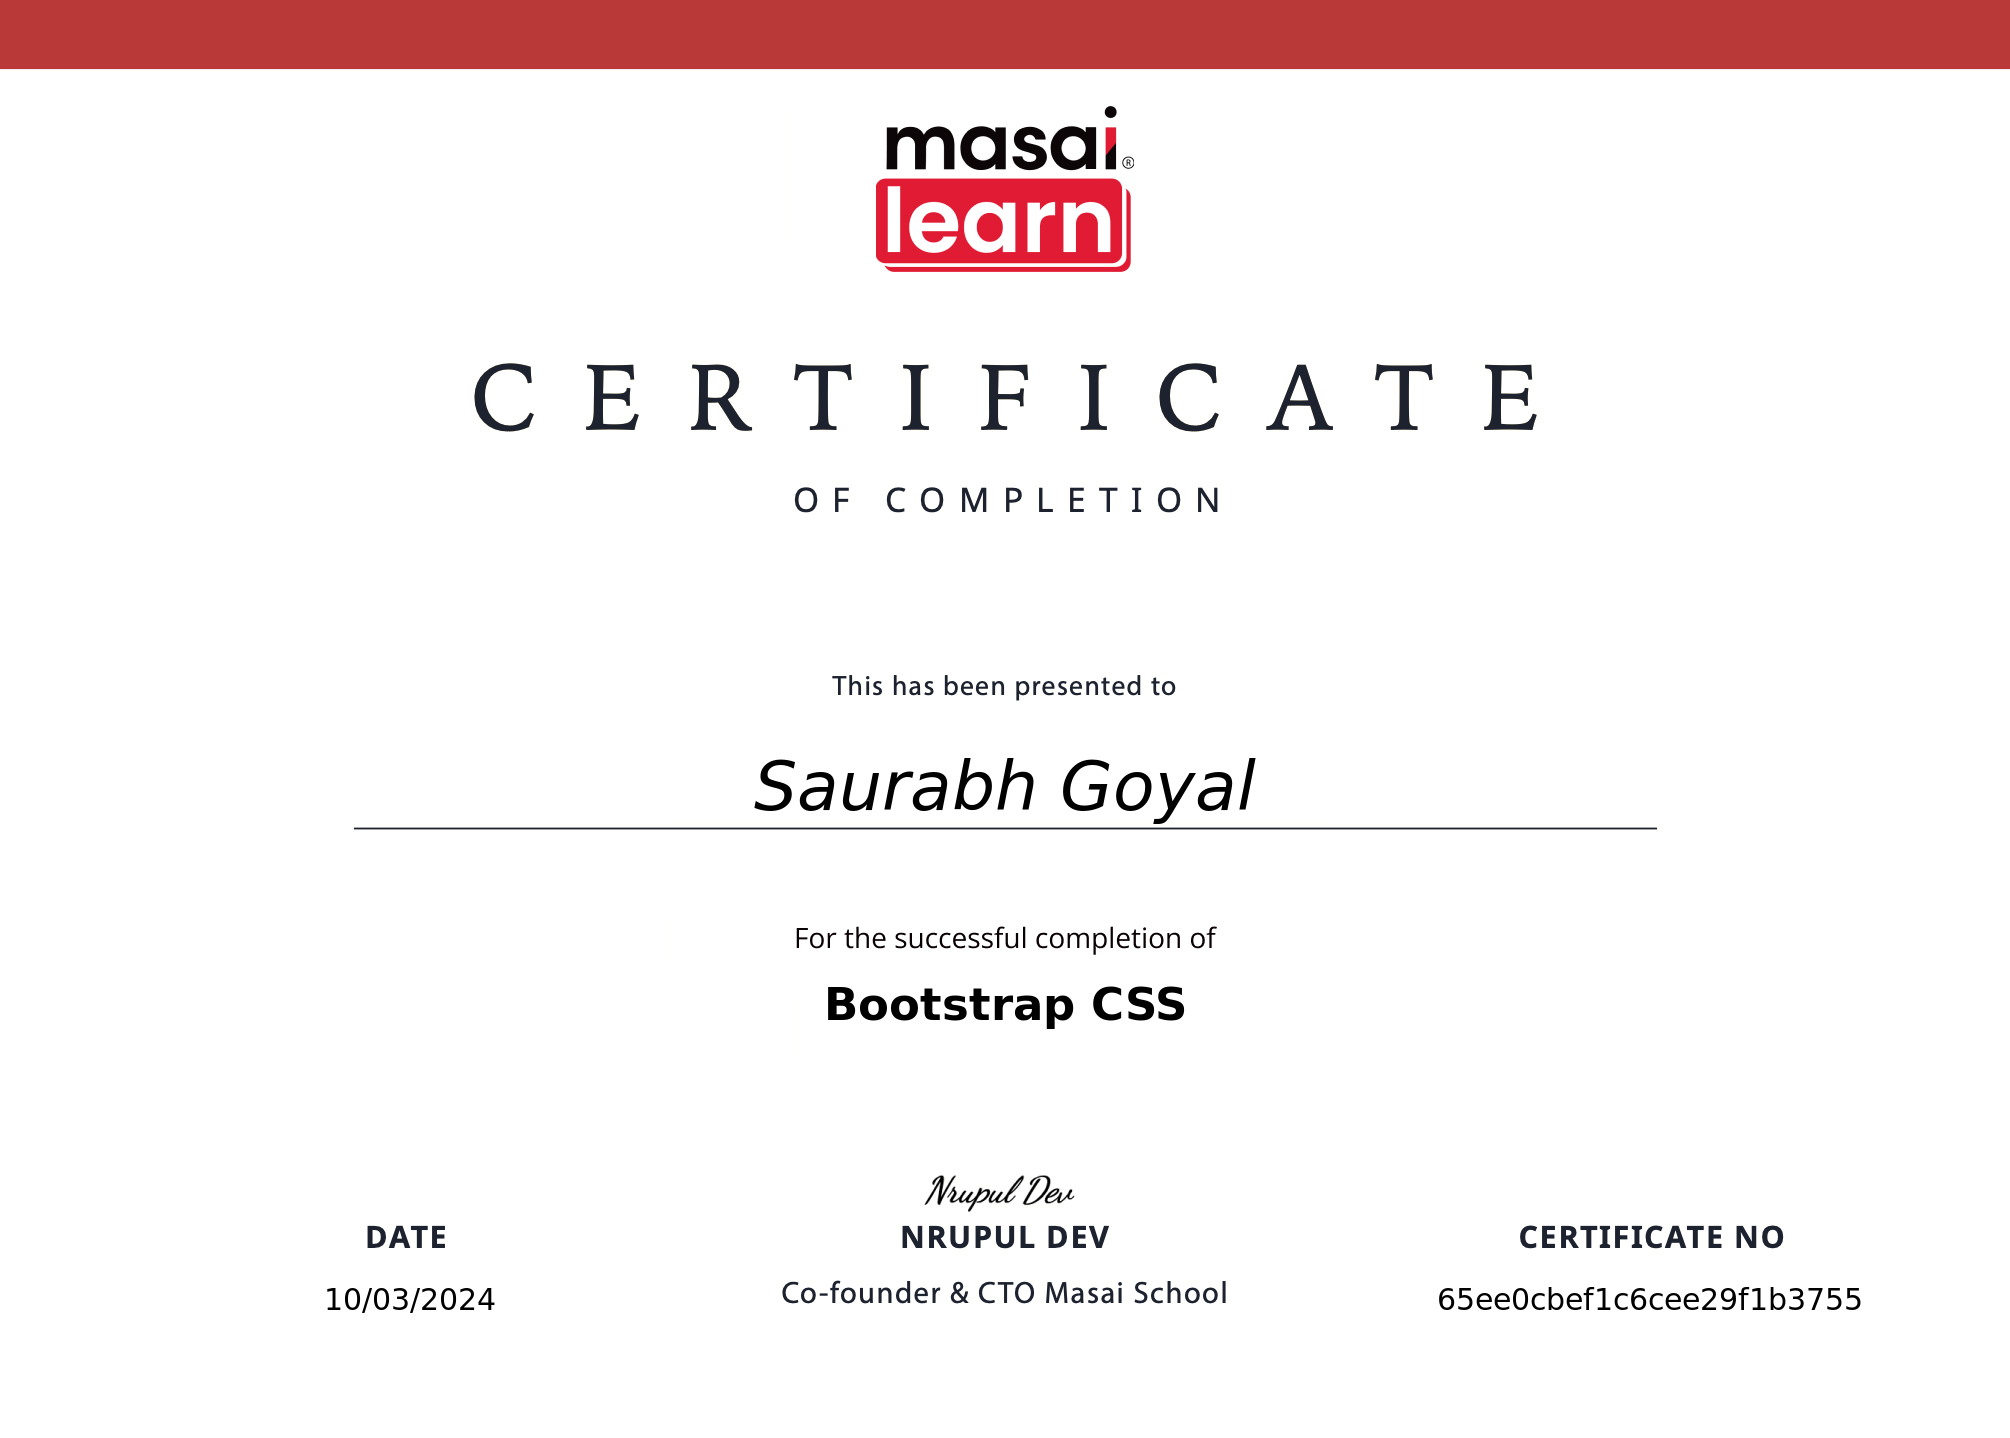 masai®
learn
CERTIFICATE
OF COMPLETION
This has been presented to
Saurabh Goyal
For the successful completion of
Bootstrap CSS
Nrupul Dev
DATE
NRUPUL DEV
CERTIFICATE NO
10/03/2024
Co-founder & CTO Masai School
65ee0cbef1c6cee29f1b3755